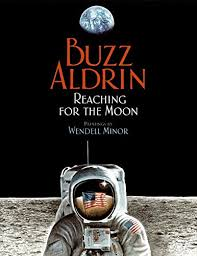 BUZZ
ALDRIN
REACHING
FOR THE MOON
PAINTINGS BY
WENDELL MINOR